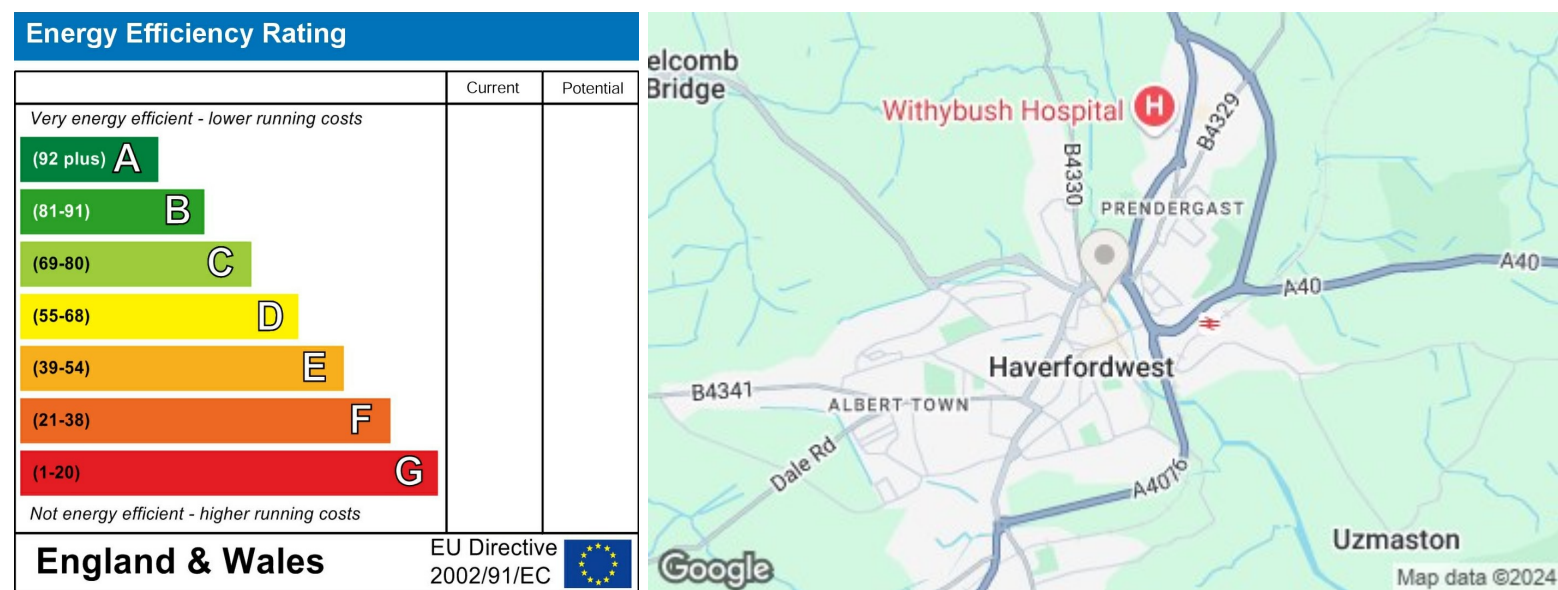 Energy Efficiency Rating
Current Potential
Very energy efficient - lower running costs
(92 plus) A
(81-91) B
(69-80) C
(55-68) D
(39-54) E
(21-38) F
(1-20) G
Not energy efficient - higher running costs
England & Wales
EU Directive
2002/91/EC
elcomb
Bridge
Withybush Hospital H
B4329
B4330
PRENDERGAST
A40
A40
Haverfordwest
B4341
ALBERT TOWN
Dale Rd
A4076
Uzmaston
Google
Map data ©2024